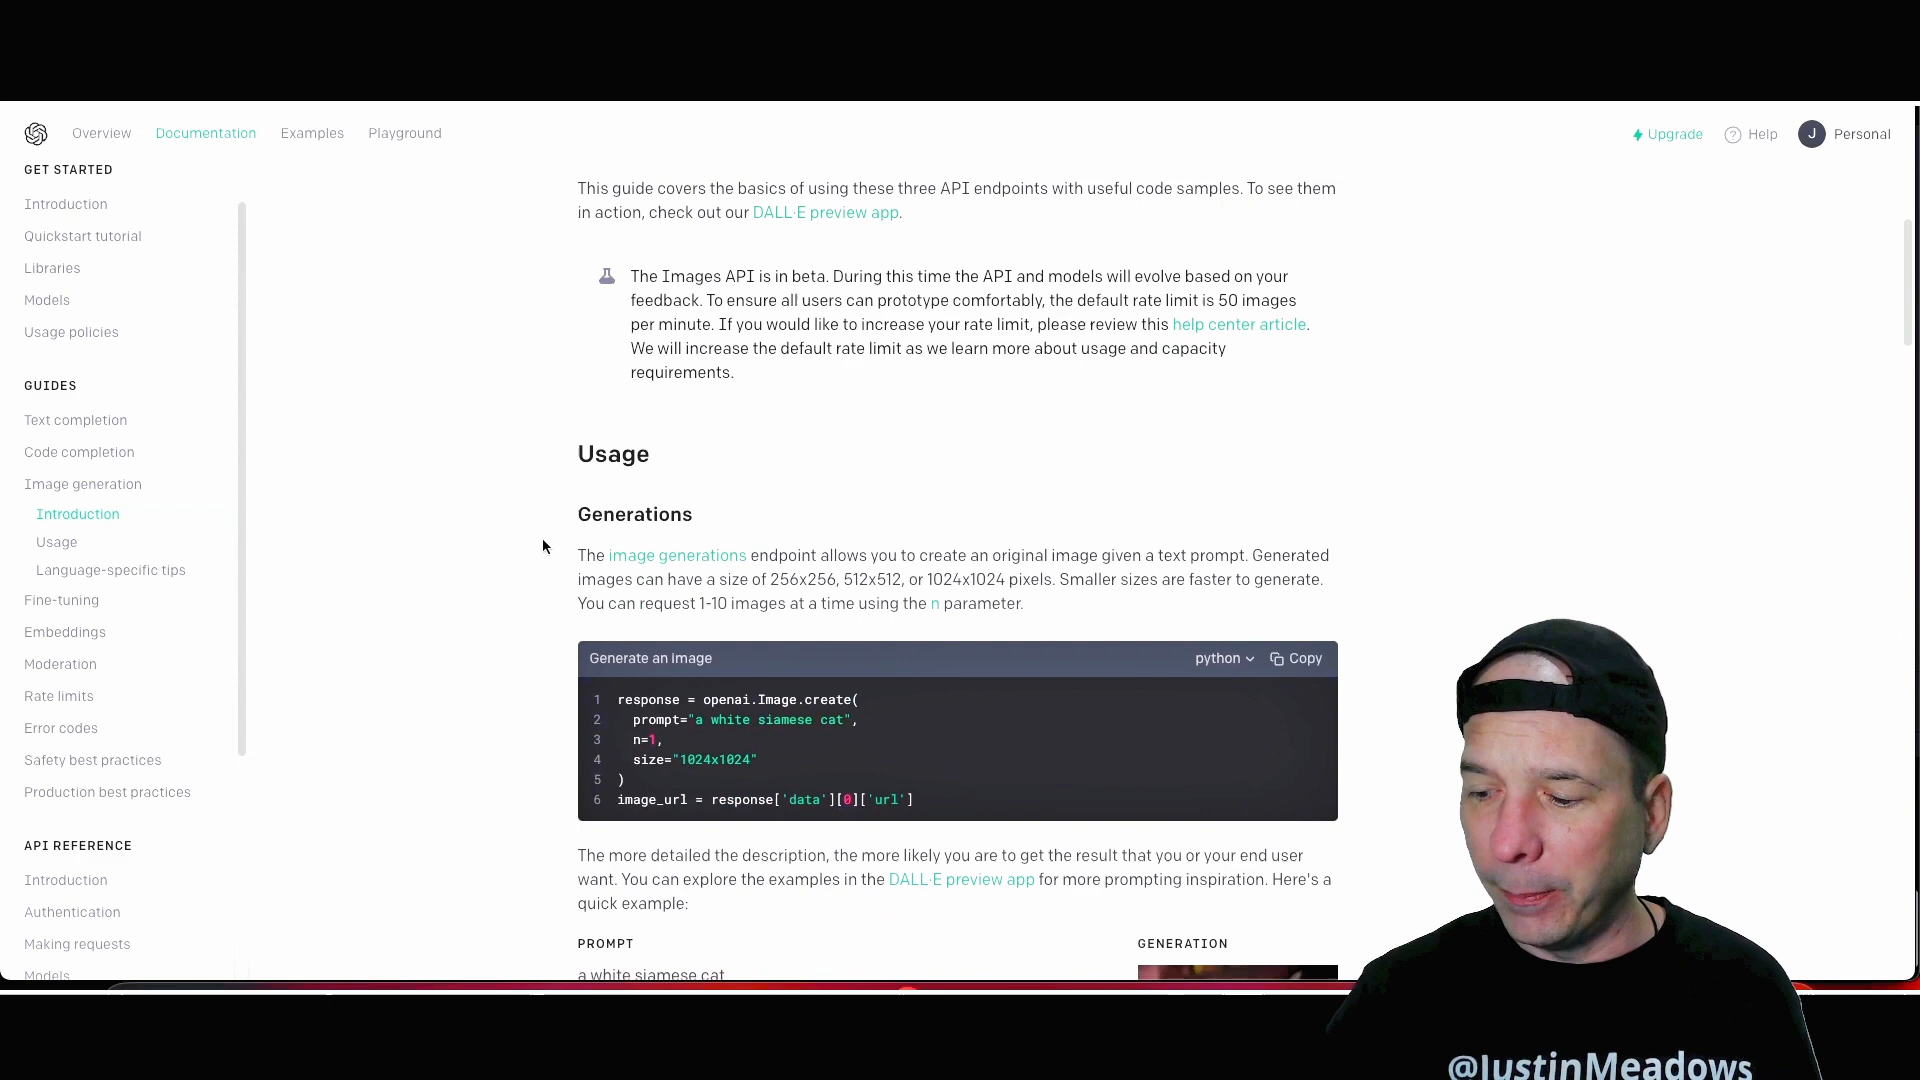 Overview Documentation Examples Playground
Upgrade Help J Personal
GET STARTED
Introduction
Quickstart tutorial
Libraries
Models
Usage policies
GUIDES
Text completion
Code completion
Image generation
Introduction
Usage
Language-specific tips
Fine-tuning
Embeddings
Moderation
Rate limits
Error codes
Safety best practices
Production best practices
API REFERENCE
Introduction
Authentication
Making requests
Models
This guide covers the basics of using these three API endpoints with useful code samples. To see them
in action, check out our DALL·E preview app.
The Images API is in beta. During this time the API and models will evolve based on your
feedback. To ensure all users can prototype comfortably, the default rate limit is 50 images
per minute. If you would like to increase your rate limit, please review this help center article.
We will increase the default rate limit as we learn more about usage and capacity
requirements.
Usage
Generations
The image generations endpoint allows you to create an original image given a text prompt. Generated
images can have a size of 256x256, 512x512, or 1024x1024 pixels. Smaller sizes are faster to generate.
You can request 1-10 images at a time using the n parameter.
Generate an image python Copy
1 response = openai.Image.create(
2 prompt="a white siamese cat",
3 n=1,
4 size="1024x1024"
5 )
6 image_url = response['data'][0]['url']
The more detailed the description, the more likely you are to get the result that you or your end user
want. You can explore the examples in the DALL·E preview app for more prompting inspiration. Here's a
quick example:
PROMPT GENERATION
a white siamese cat
@JustinMeadows